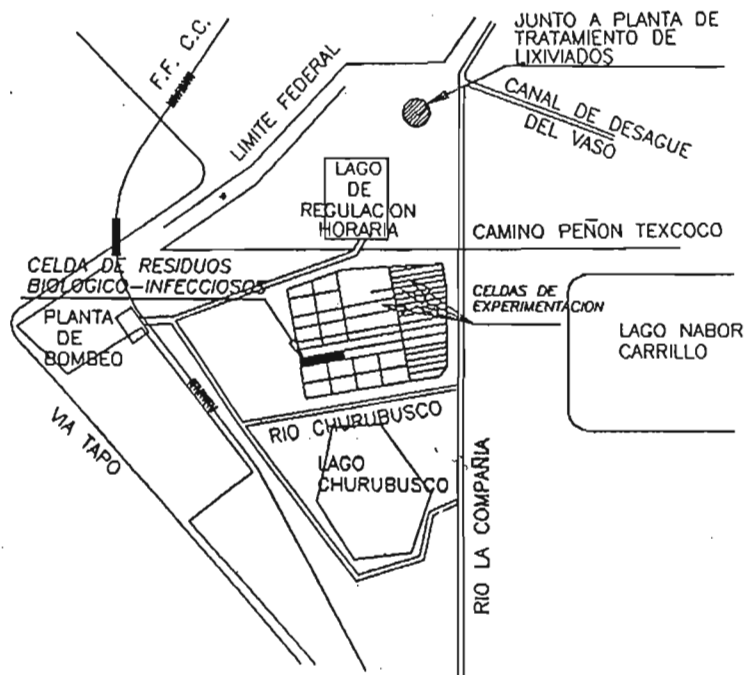 JUNTO A PLANTA DE
TRATAMIENTO DE
LIXIVIADOS
F.F. C.C.
LIMITE FEDERAL
CANAL DE DESAGUE
DEL VASO
LAGO
DE
REGULACION
HORARIA
CAMINO PEÑON TEXCOCO
CELDA DE RESIDUOS
BIOLOGICO-INFECCIOSOS
CELDAS DE
EXPERIMENTACION
PLANTA
DE
BOMBEO
LAGO NABOR
CARRILLO
VIA TAPO
RIO CHURUBUSCO
LAGO
CHURUBUSCO
RIO LA COMPAÑIA